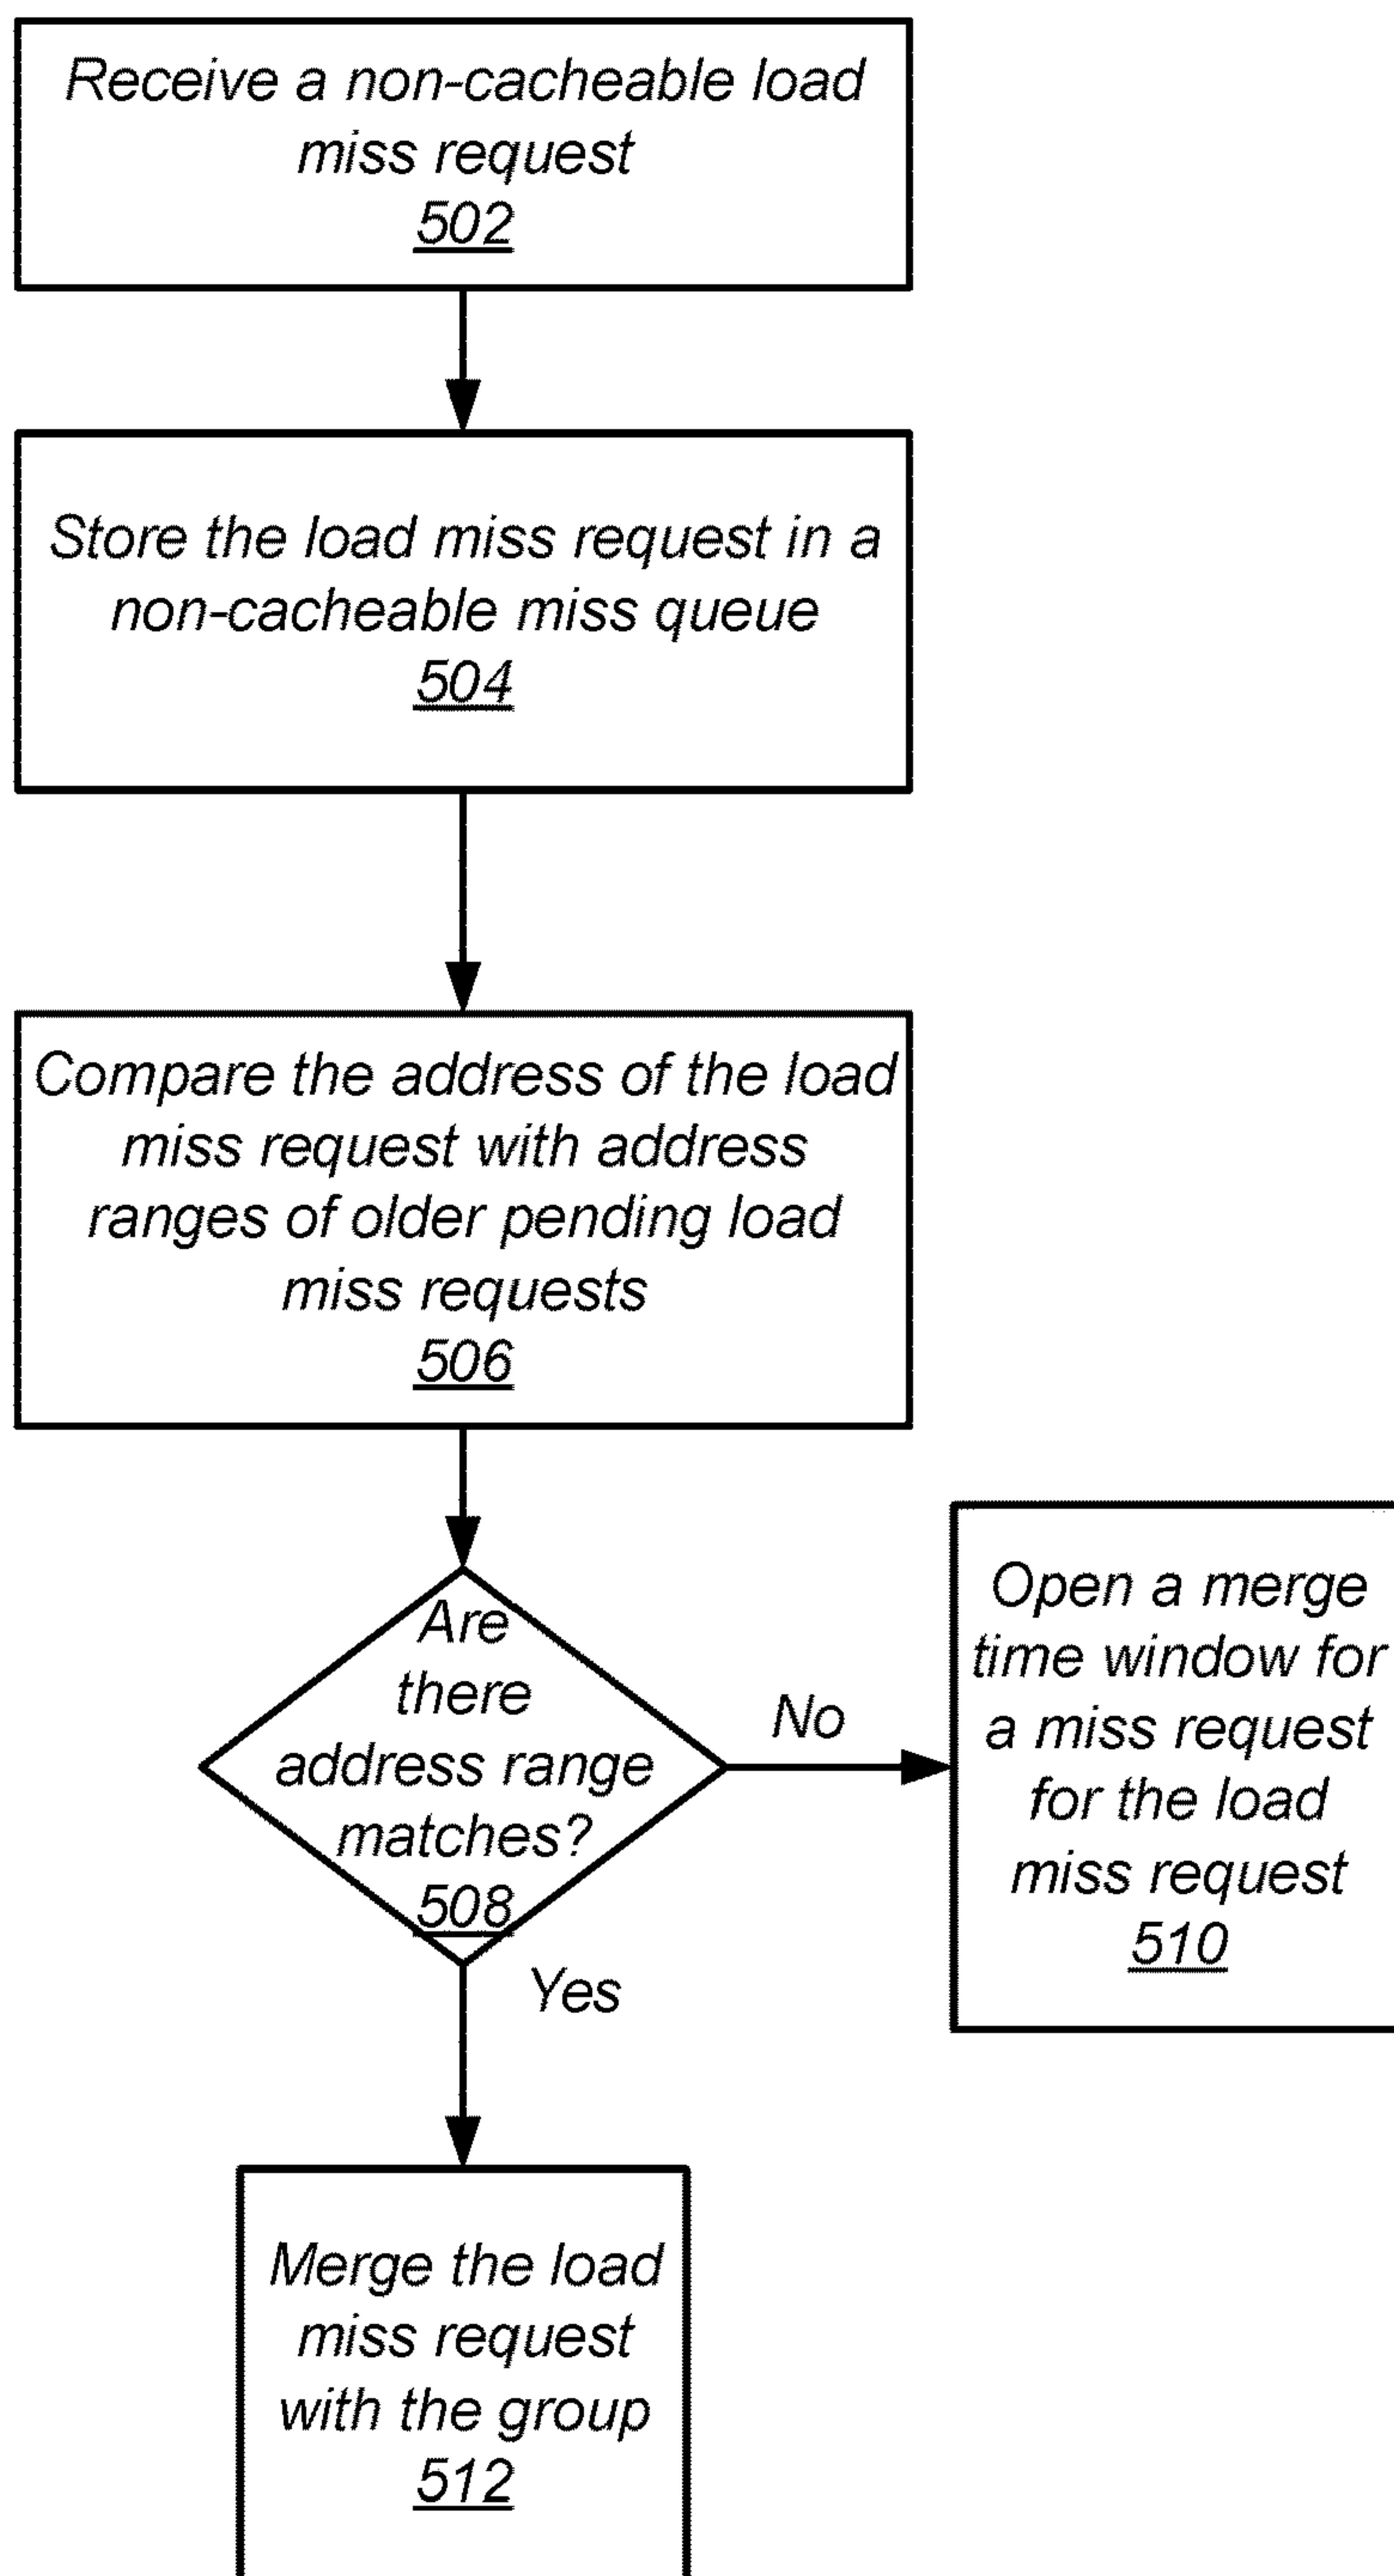 Receive a non-cacheable load
miss request
502
Store the load miss request in a
non-cacheable miss queue
504
Compare the address of the load
miss request with address
ranges of older pending load
miss requests
506
Are
there
address range
matches?
508
No
Open a merge
time window for
a miss request
for the load
miss request
510
Yes
Merge the load
miss request
with the group
512